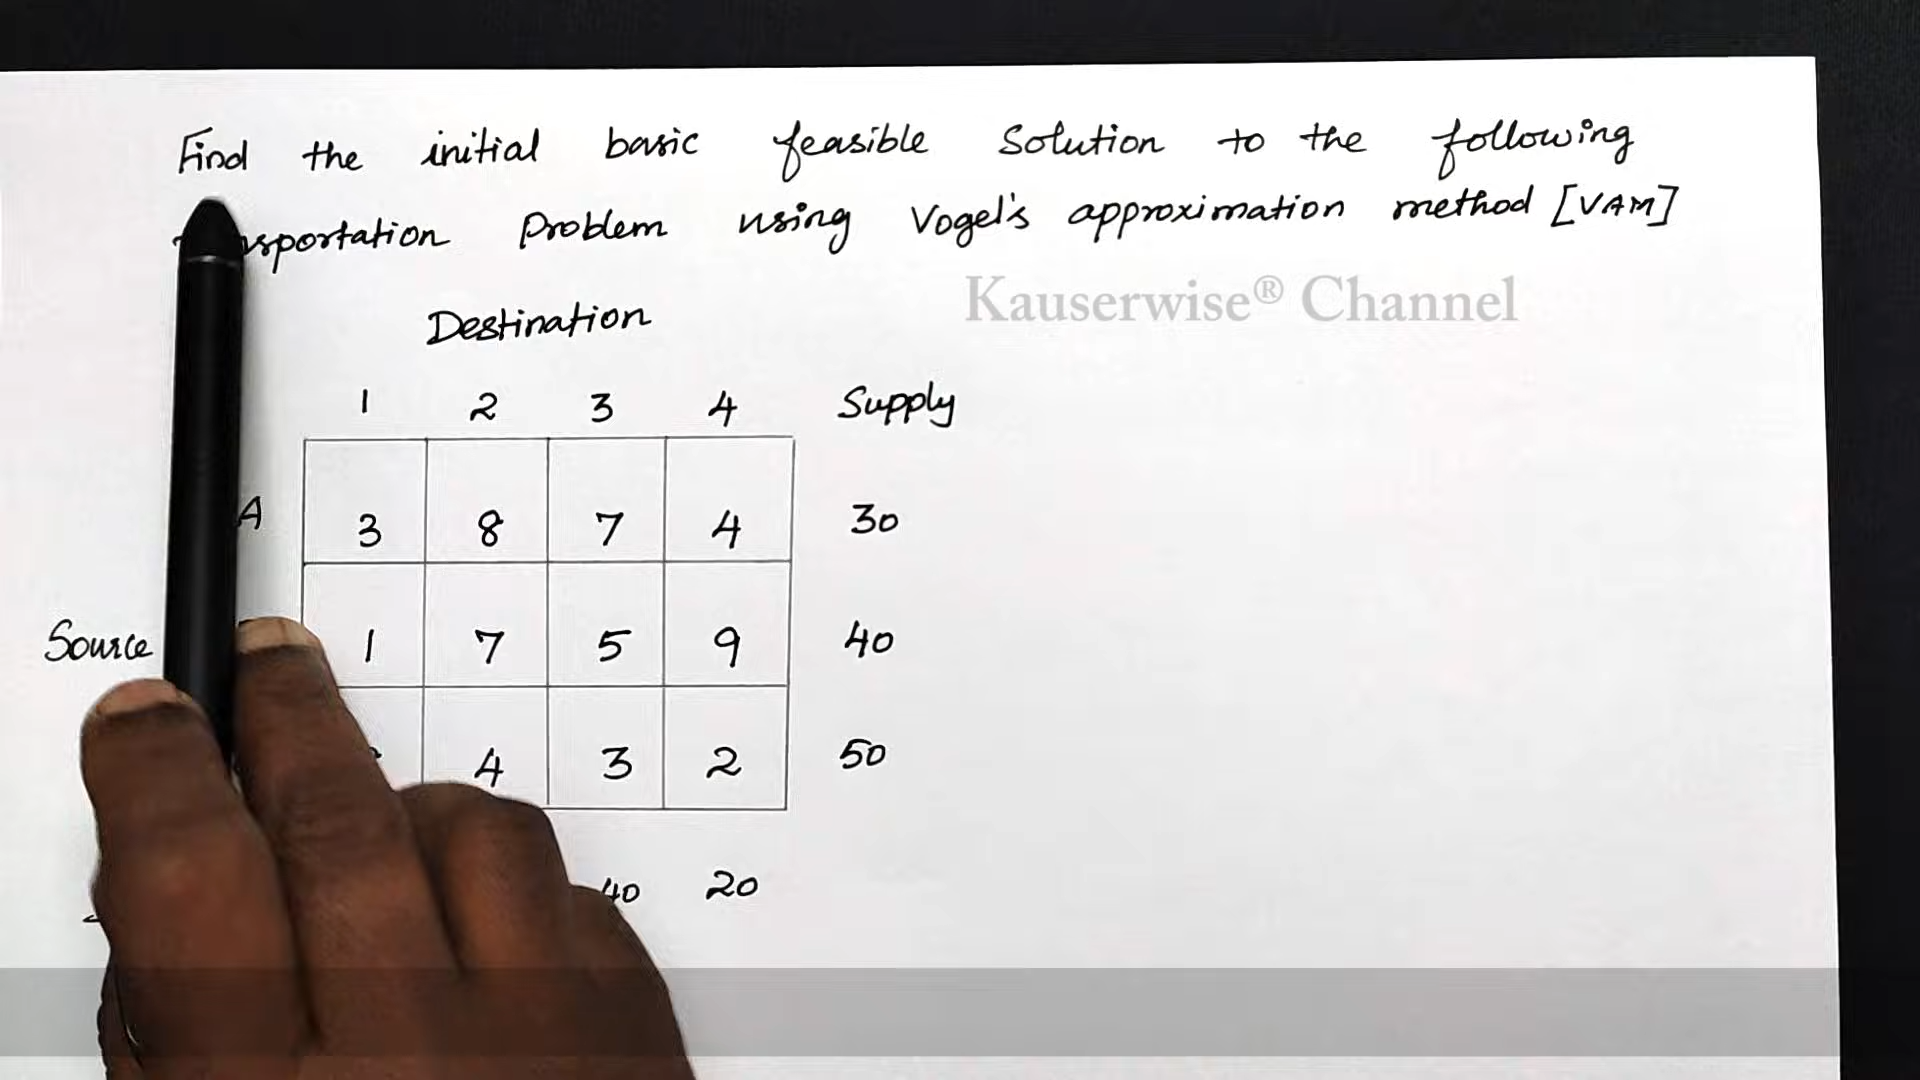 Find the initial basic feasible Solution to the following
Problem using Vogel's approximation method [VAM]
Kauserwise® Channel
Destination
1 2 3 4 Supply
A 3 8 7 4 30
Source 1 7 5 9 40
4 3 2 50
40 20